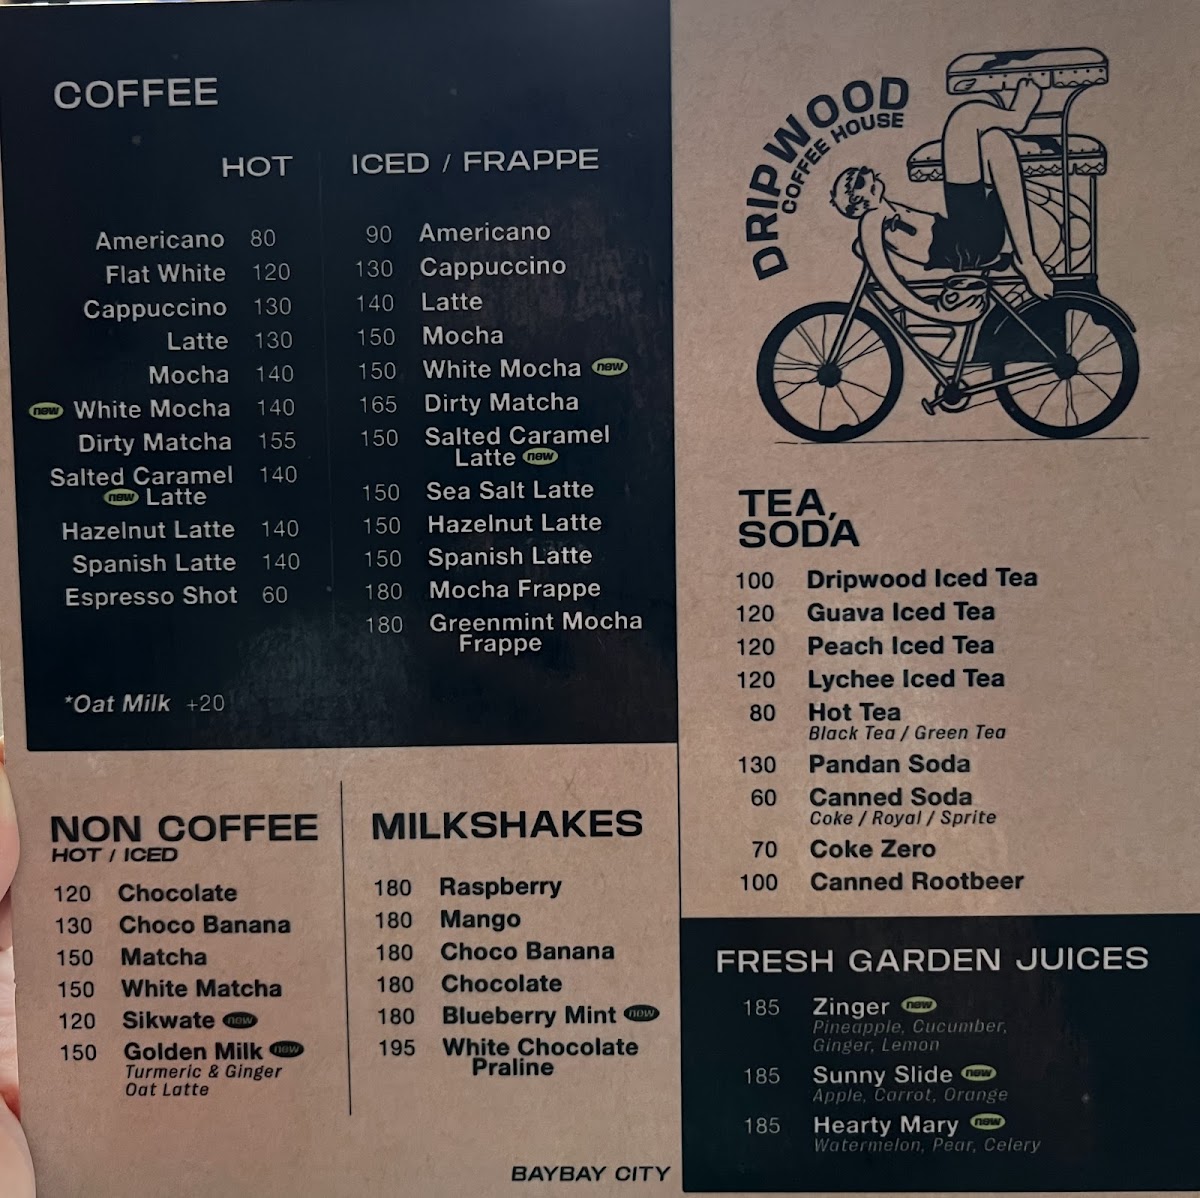 COFFEE
HOT
Americano 80
Flat White 120
Cappuccino 130
Latte 130
Mocha 140
new White Mocha 140
Dirty Matcha 155
Salted Caramel 140
new Latte
Hazelnut Latte 140
Spanish Latte 140
Espresso Shot 60
*Oat Milk +20
ICED / FRAPPE
90 Americano
130 Cappuccino
140 Latte
150 Mocha
150 White Mocha new
165 Dirty Matcha
150 Salted Caramel
Latte new
150 Sea Salt Latte
150 Hazelnut Latte
150 Spanish Latte
180 Mocha Frappe
180 Greenmint Mocha
Frappe
NON COFFEE
HOT / ICED
120 Chocolate
130 Choco Banana
150 Matcha
150 White Matcha
120 Sikwate new
150 Golden Milk new
Turmeric & Ginger
Oat Latte
MILKSHAKES
180 Raspberry
180 Mango
180 Choco Banana
180 Chocolate
180 Blueberry Mint new
195 White Chocolate
Praline
BAYBAY CITY
DRIPWOOD
COFFEE HOUSE
TEA,
SODA
100 Dripwood Iced Tea
120 Guava Iced Tea
120 Peach Iced Tea
120 Lychee Iced Tea
80 Hot Tea
Black Tea / Green Tea
130 Pandan Soda
60 Canned Soda
Coke / Royal / Sprite
70 Coke Zero
100 Canned Rootbeer
FRESH GARDEN JUICES
185 Zinger new
Pineapple, Cucumber,
Ginger, Lemon
185 Sunny Slide new
Apple, Carrot, Orange
185 Hearty Mary new
Watermelon, Pear, Celery